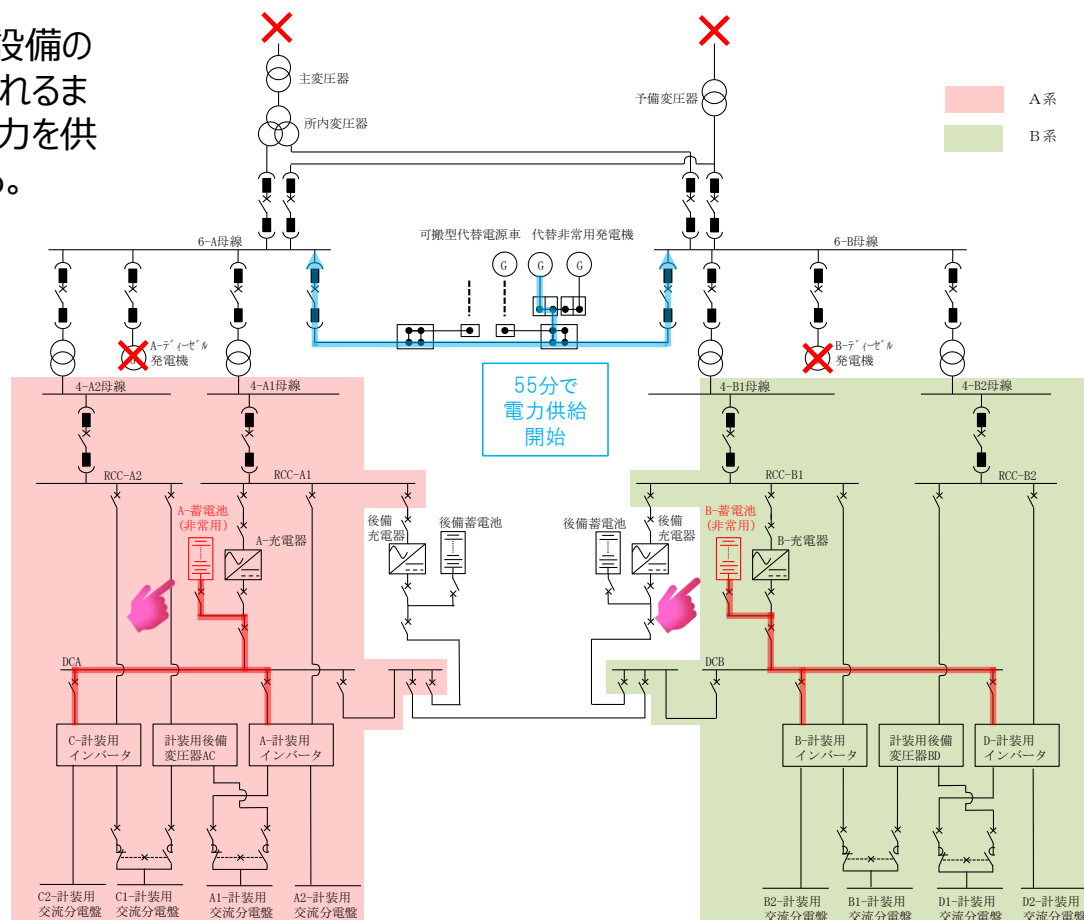 設備の
れるま
力を供
主変圧器
所内変圧器
予備変圧器
A系
B系
可搬型代替電源車 代替非常用発電機
6-A母線
6-B母線
G
G
G
A-ディーゼル
発電機
B-ディーゼル
発電機
55分で
電力供給
開始
4-A2母線
4-A1母線
4-B1母線
4-B2母線
RCC-A2
RCC-A1
RCC-B1
RCC-B2
A-蓄電池
(非常用)
A-充電器
後備
充電器
後備蓄電池
後備蓄電池
後備
充電器
B-蓄電池
(非常用)
B-充電器
DCA
DCB
C-計装用
インバータ
計装用後備
変圧器AC
A-計装用
インバータ
B-計装用
インバータ
計装用後備
変圧器BD
D-計装用
インバータ
C2-計装用
交流分電盤
C1-計装用
交流分電盤
A1-計装用
交流分電盤
A2-計装用
交流分電盤
B2-計装用
交流分電盤
B1-計装用
交流分電盤
D1-計装用
交流分電盤
D2-計装用
交流分電盤